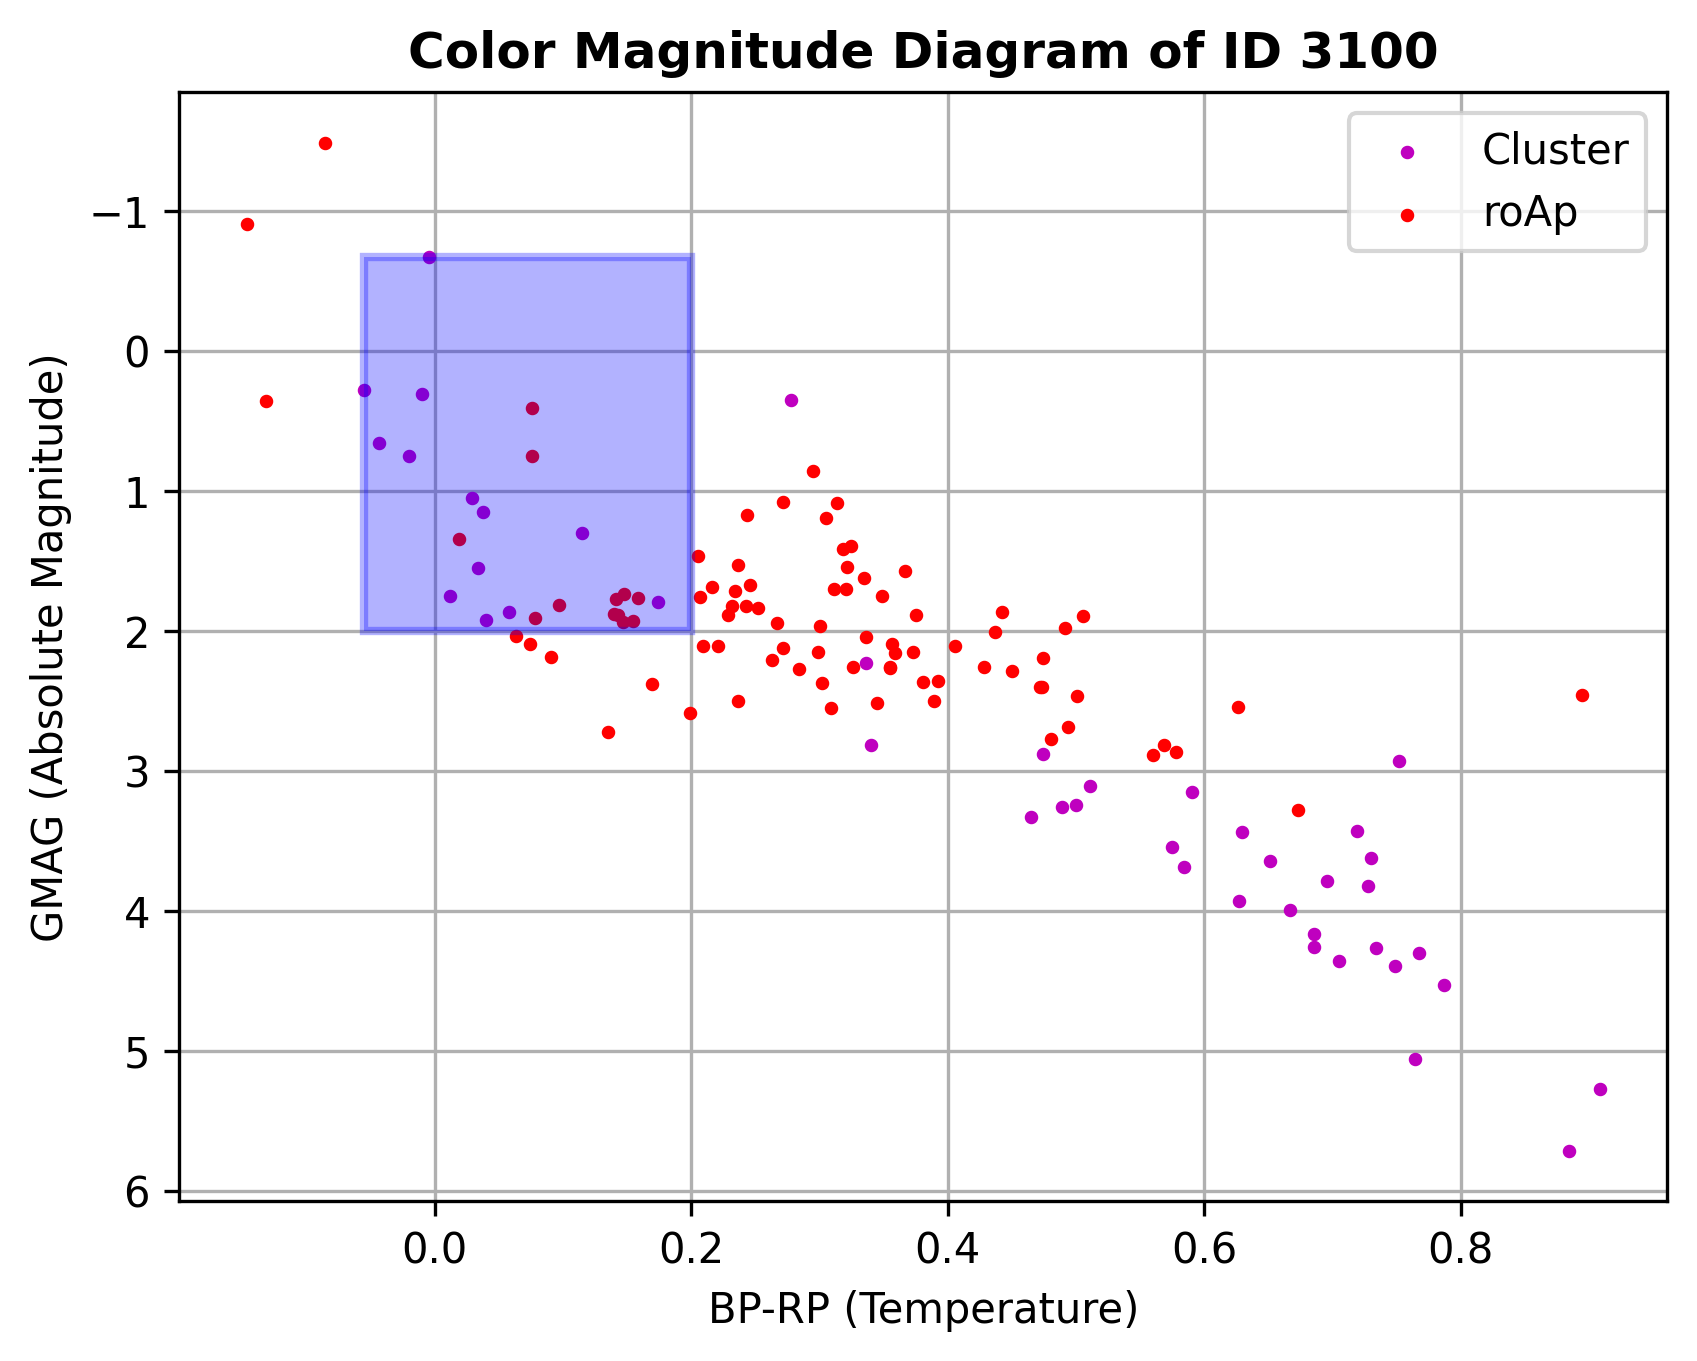 Color Magnitude Diagram of ID 3100
Cluster
roAp
−1
0
1
2
3
4
5
6
GMAG (Absolute Magnitude)
0.0 0.2 0.4 0.6 0.8
BP-RP (Temperature)